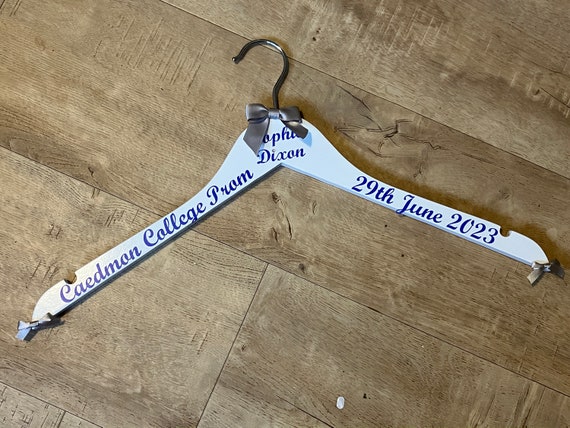 Dixon
Caedmon College Prom
29th June 2023